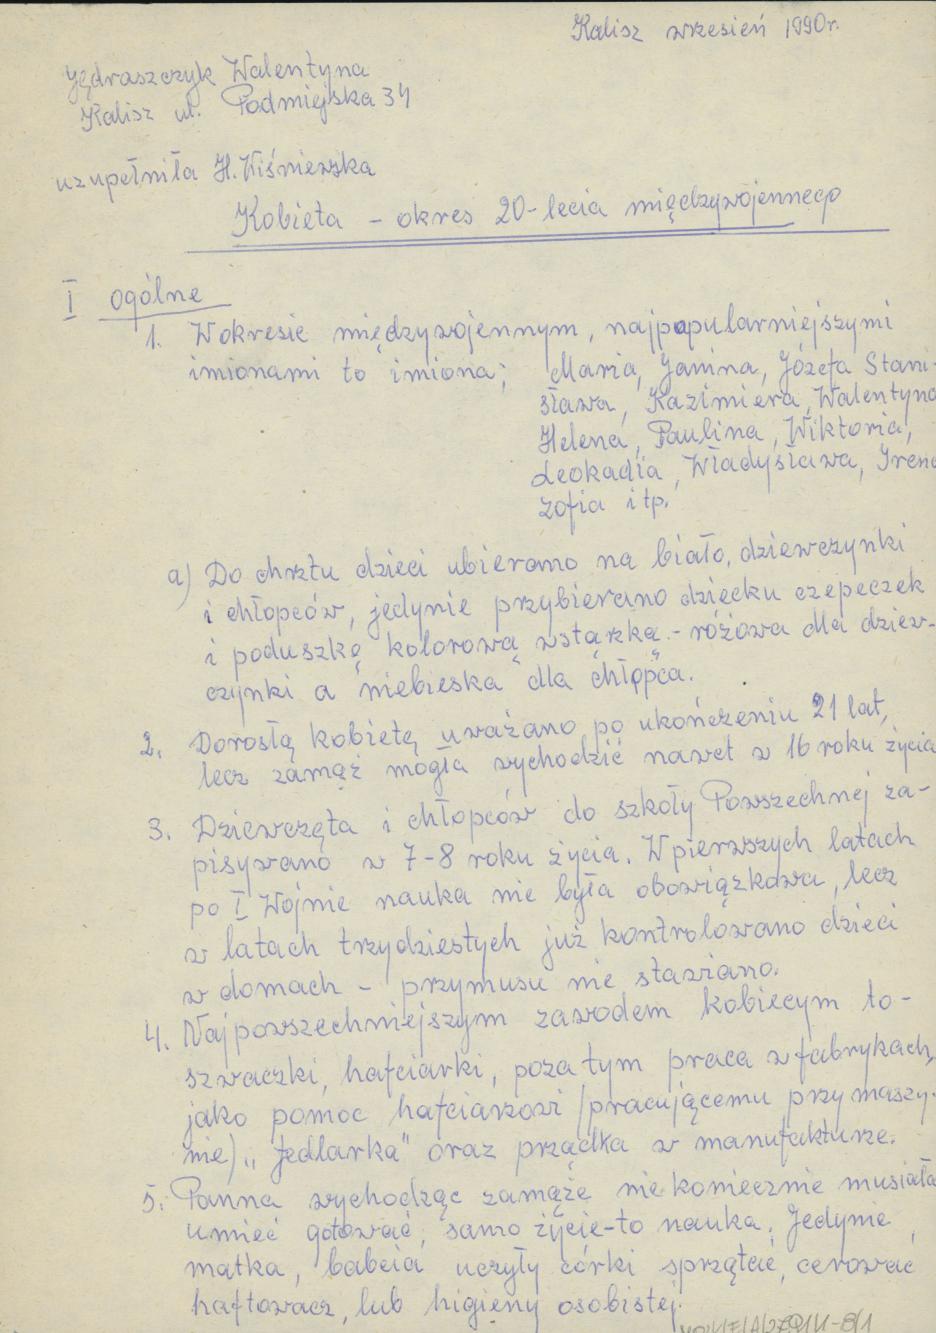 Kalisz wrzesień 1990r.
Jędraszczyk Walentyna
Kalisz ul. Podmiejska 34
uzupełniła H. Wiśniewska
Kobieta - okres 20-lecia międzywojennego
I ogólne
1. W okresie międzywojennym, najpopularniejszymi
imionami to imiona; Maria, Janina, Józefa Stani-
sława, Kazimiera, Walentyna
Helena, Paulina, Wiktoria,
Leokadia, Władysława, Irena
Zofia itp.
a) Do chrztu dzieci ubierano na biało, dziewczynki
i chłopców, jedynie przybierano dziecku czepeczek
i poduszkę kolorową wstążką - różowa dla dziew-
czynki a niebieska dla chłopca.
2. Dorosłą kobietę uważano po ukończeniu 21 lat,
lecz zamąż mogła wychodzić nawet w 16 roku życia
3. Dziewczęta i chłopców do szkoły Powszechnej za-
pisywano w 7-8 roku życia. W pierwszych latach
po I Wojnie nauka nie była obowiązkowa, lecz
w latach trzydziestych już kontrolowano dzieci
w domach - przymusu nie stawiano.
4. Najpowszechniejszym zawodem kobiecym to -
szwaczki, hafciarki, poza tym praca w fabrykach,
jako pomoc hafciarzowi /pracującemu przy maszy-
nie) „Jedlarka" oraz prządka w manufakturze.
5. Panna wychodząc zamąże nie koniecznie musiała
umieć gotować, samo życie-to nauka. Jedynie
matka, babcia uczyły córki sprzątać, cerować,
haftowacz, lub higieny osobistej.